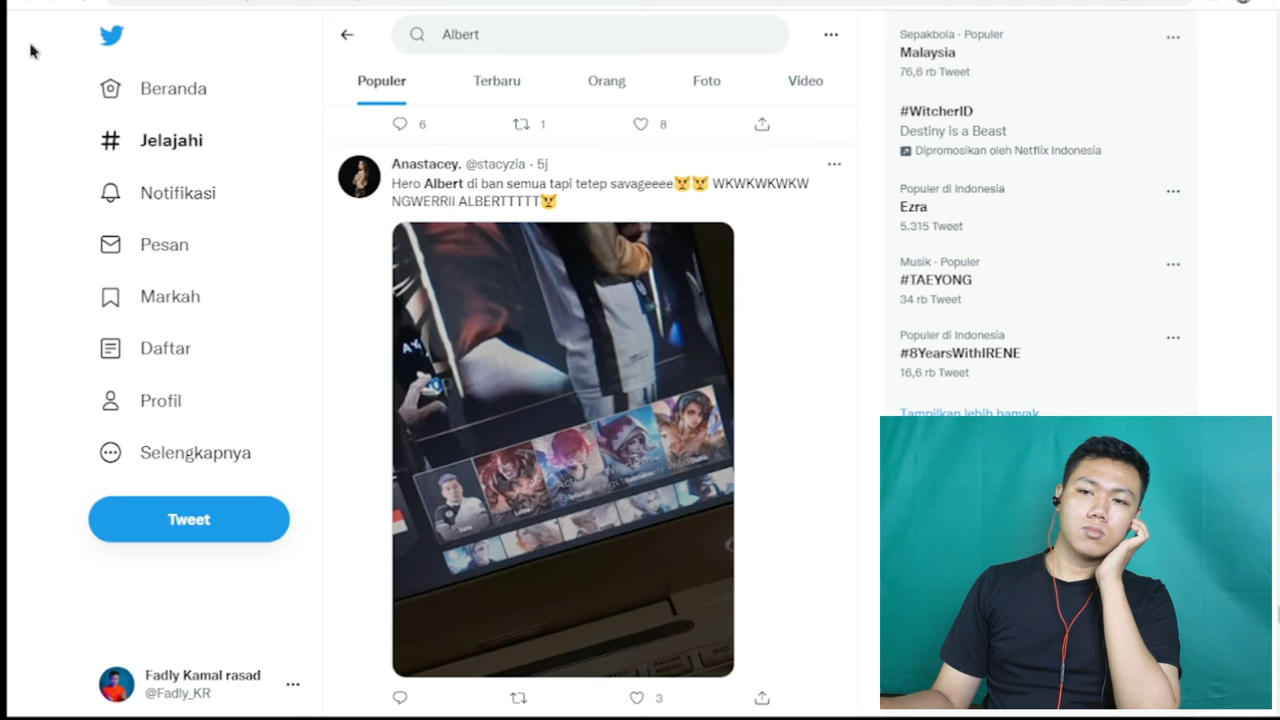 Albert
Populer
Terbaru
Orang
Foto
Video
6
1
8
Anastacey. @stacyzia · 5j
Hero Albert di ban semua tapi tetep savageeee WKWKWKWKW
NGWERRII ALBERTTTTT
3
Beranda
Jelajahi
Notifikasi
Pesan
Markah
Daftar
Profil
Selengkapnya
Tweet
Fadly Kamal rasad
@Fadly_KR
Sepakbola · Populer
Malaysia
76,6 rb Tweet
#WitcherID
Destiny is a Beast
Dipromosikan oleh Netflix Indonesia
Populer di Indonesia
Ezra
5.315 Tweet
Musik · Populer
#TAEYONG
34 rb Tweet
Populer di Indonesia
#8YearsWithIRENE
16,6 rb Tweet
Tampilkan lebih banyak